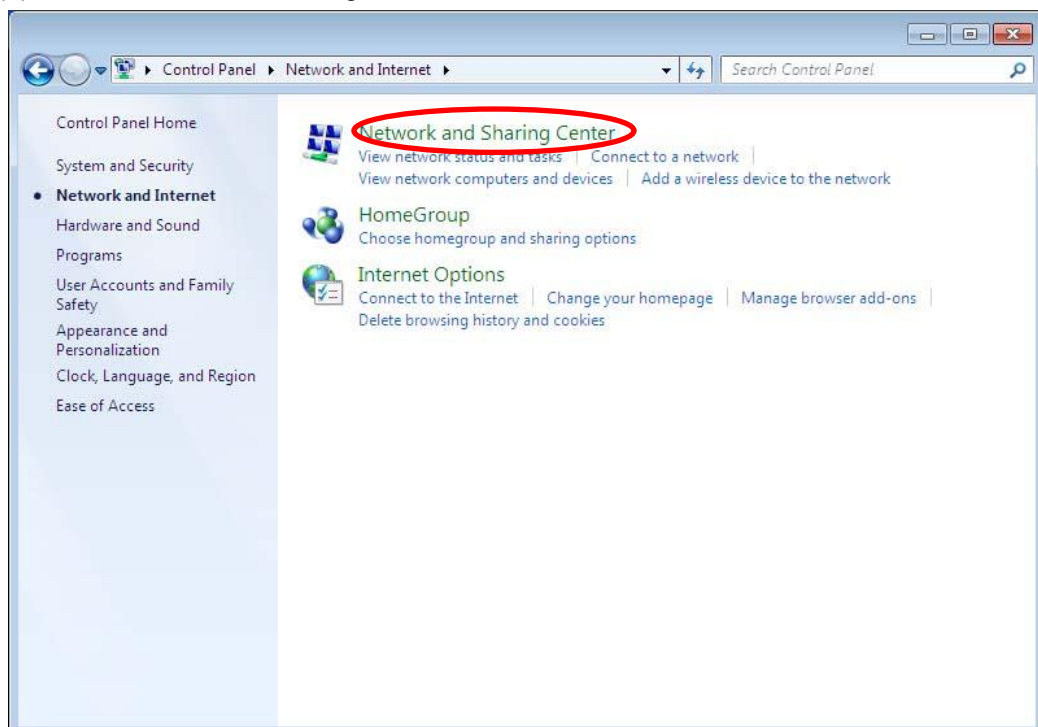 Control Panel ▸ Network and Internet ▸
Search Control Panel
Control Panel Home
System and Security
• Network and Internet
Hardware and Sound
Programs
User Accounts and Family
Safety
Appearance and
Personalization
Clock, Language, and Region
Ease of Access
Network and Sharing Center
View network status and tasks | Connect to a network |
View network computers and devices | Add a wireless device to the network
HomeGroup
Choose homegroup and sharing options
Internet Options
Connect to the Internet | Change your homepage | Manage browser add-ons |
Delete browsing history and cookies